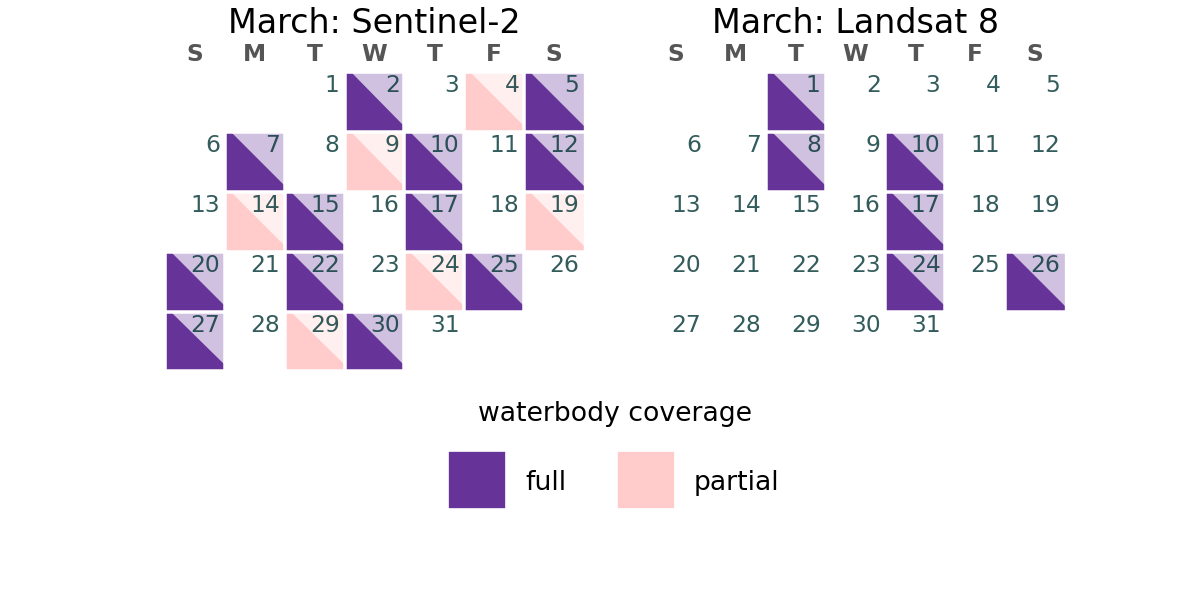 March: Sentinel-2
S M T W T F S
1 2 3 4 5
6 7 8 9 10 11 12
13 14 15 16 17 18 19
20 21 22 23 24 25 26
27 28 29 30 31
March: Landsat 8
S M T W T F S
1 2 3 4 5
6 7 8 9 10 11 12
13 14 15 16 17 18 19
20 21 22 23 24 25 26
27 28 29 30 31
waterbody coverage
full partial